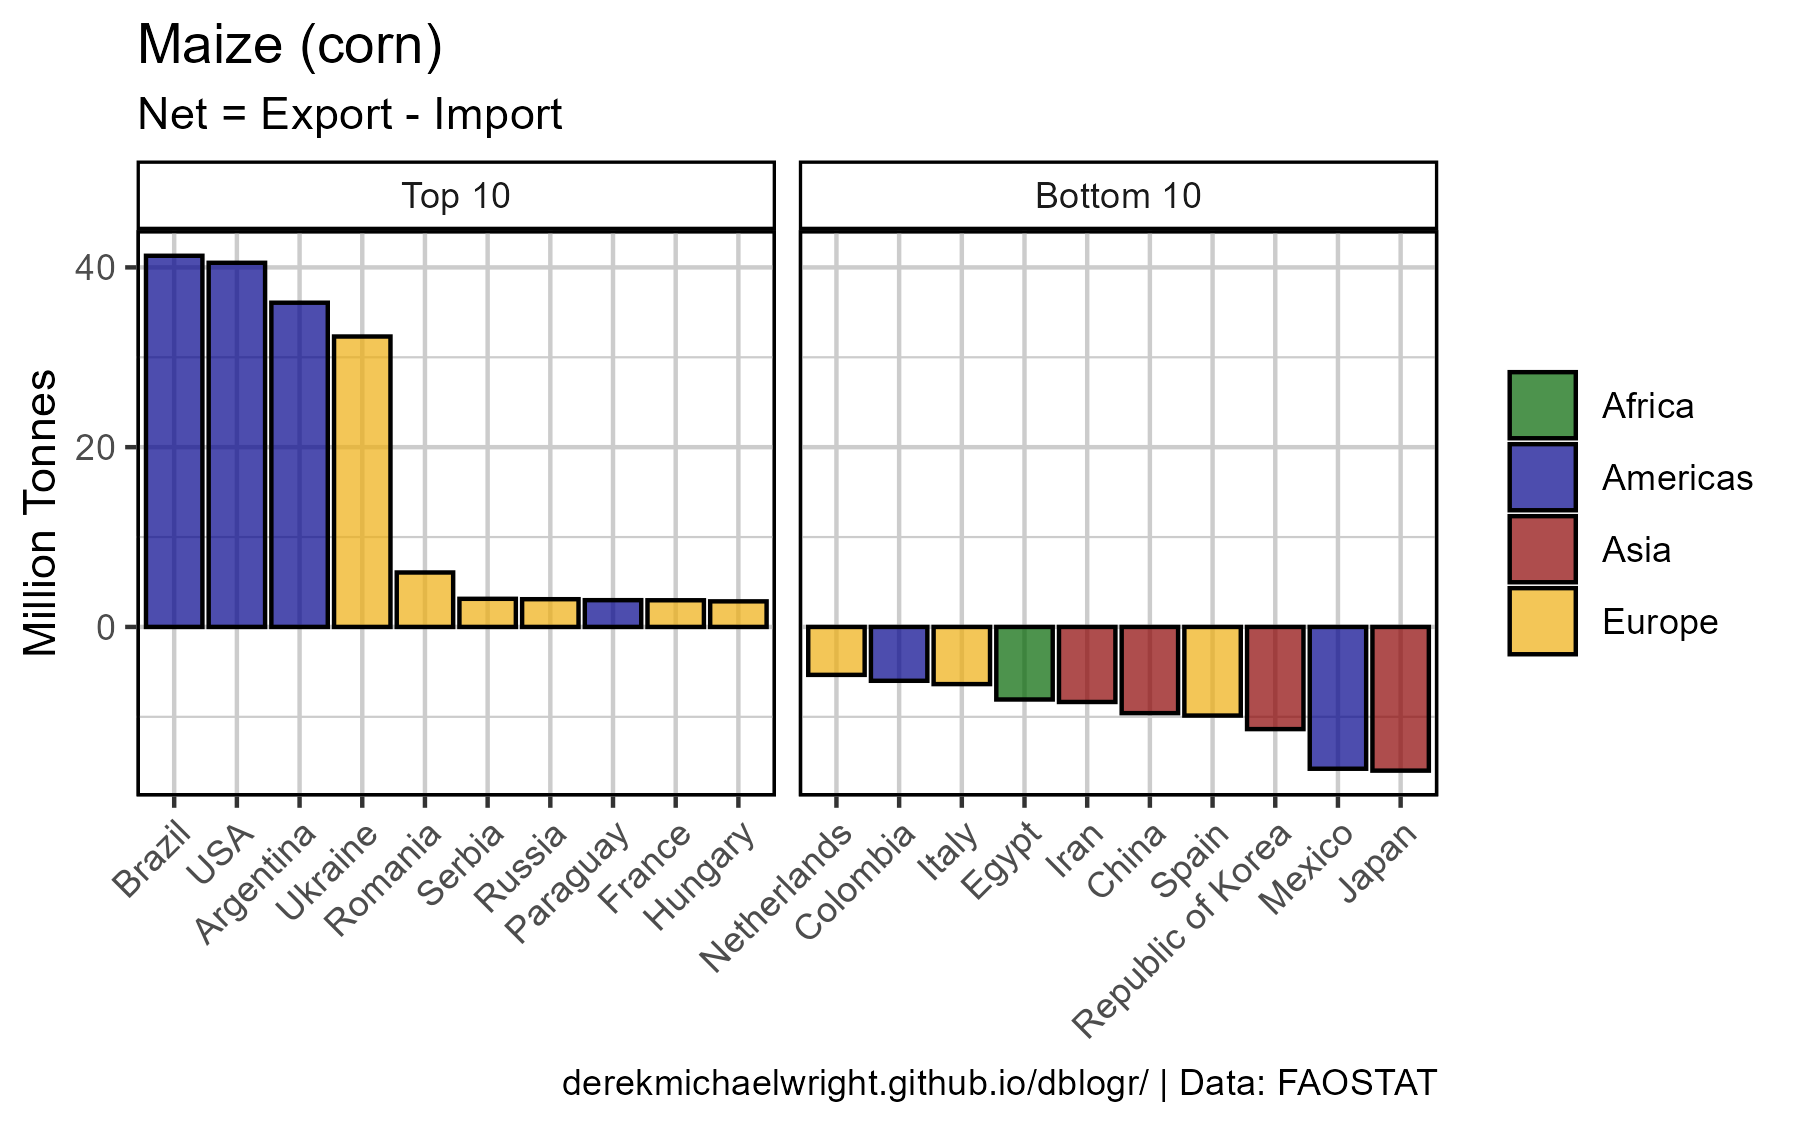 Maize (corn)
Net = Export - Import
Top 10
Bottom 10
Million Tonnes
40
20
0
Brazil
USA
Argentina
Ukraine
Romania
Serbia
Russia
Paraguay
France
Hungary
Netherlands
Colombia
Italy
Egypt
Iran
China
Spain
Republic of Korea
Mexico
Japan
Africa
Americas
Asia
Europe
derekmichaelwright.github.io/dblogr/ | Data: FAOSTAT